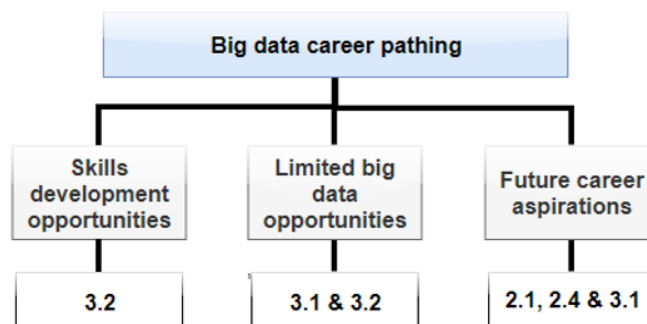 Big data career pathing
Skills
development
opportunities
Limited big
data
opportunities
Future career
aspirations
3.2
3.1 & 3.2
2.1, 2.4 & 3.1